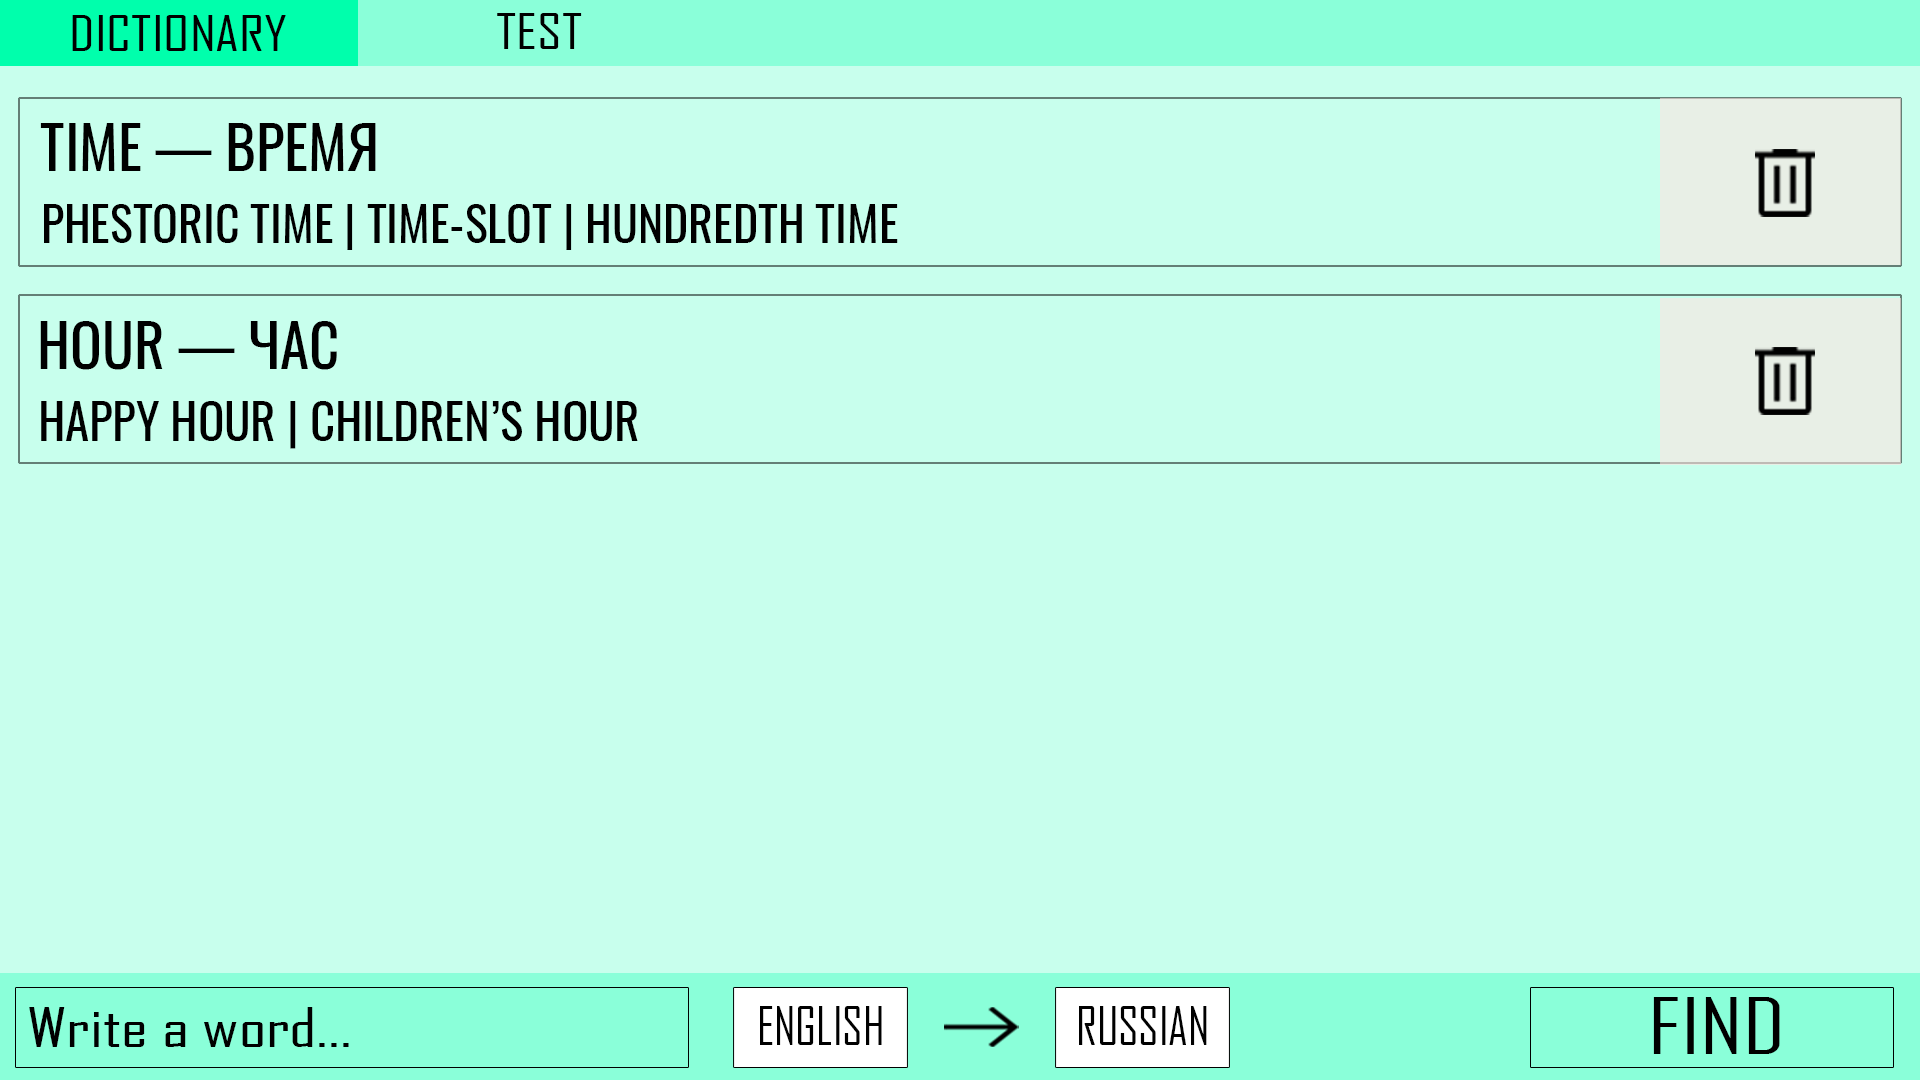 DICTIONARY TEST
TIME — ВРЕМЯ
PHESTORIC TIME | TIME-SLOT | HUNDREDTH TIME
HOUR — ЧАС
HAPPY HOUR | CHILDREN’S HOUR
Write a word... ENGLISH RUSSIAN FIND